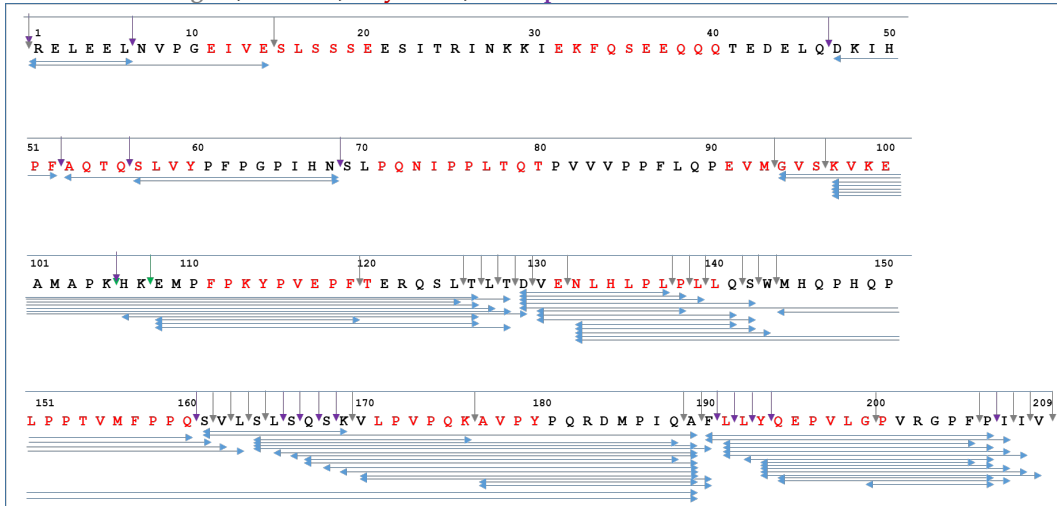 1 10 20 30 40 50
R E L E E L N V P G E I V E S L S S S E E S I T R I N K K I E K F Q S E E Q Q Q T E D E L Q D K I H
51 60 70 80 90 100
P F A Q T Q S L V Y P F P G P I H N S L P Q N I P P L T Q T P V V V P P F L Q P E V M G V S K V K E
101 110 120 130 140 150
A M A P K H K E M P F P K Y P V E P F T E R Q S L T L T D V E N L H L P L P L L Q S W M H Q P H Q P
151 160 170 180 190 200 209
L P P T V M F P P Q S V L S L S Q S K V L P V P Q K A V P Y P Q R D M P I Q A F L L Y Q E P V L G P V R G P F P I I V